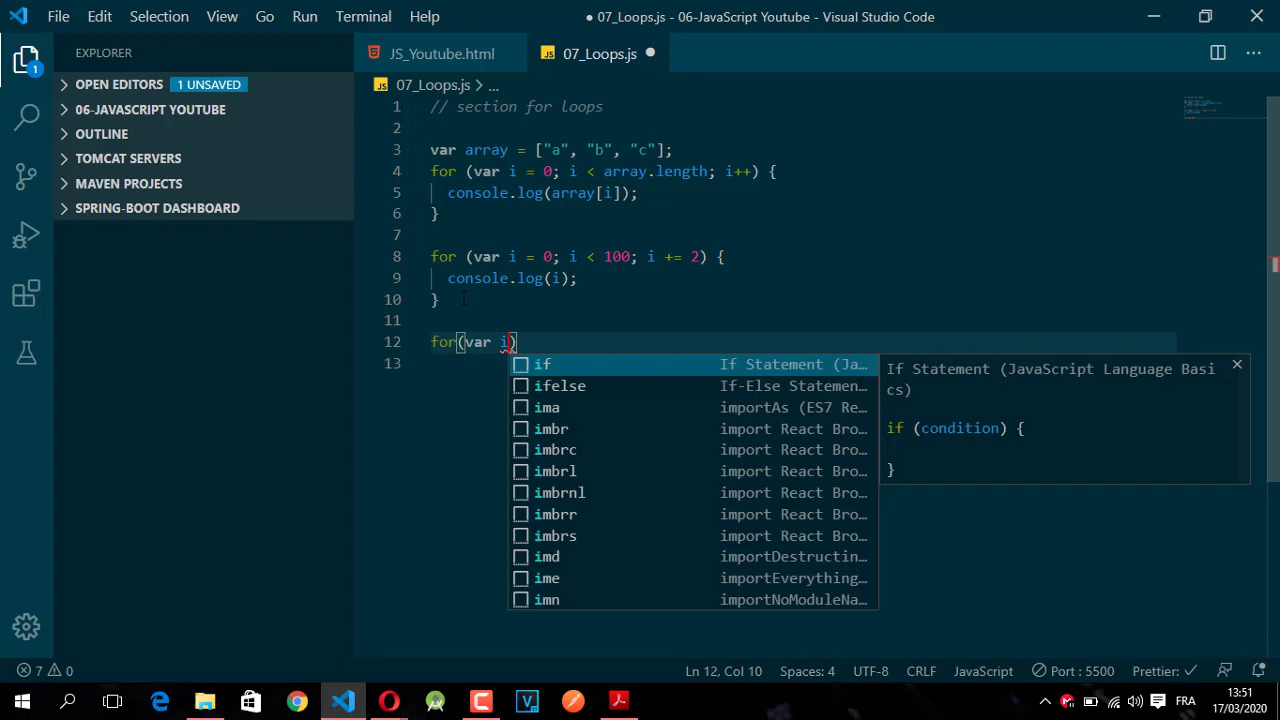 File Edit Selection View Go Run Terminal Help
● 07_Loops.js - 06-JavaScript Youtube - Visual Studio Code
EXPLORER
OPEN EDITORS 1 UNSAVED
06-JAVASCRIPT YOUTUBE
OUTLINE
TOMCAT SERVERS
MAVEN PROJECTS
SPRING-BOOT DASHBOARD
1
JS_Youtube.html
JS 07_Loops.js ●
JS 07_Loops.js > ...
1 // section for loops
2
3 var array = ["a", "b", "c"];
4 for (var i = 0; i < array.length; i++) {
5 console.log(array[i]);
6 }
7
8 for (var i = 0; i < 100; i += 2) {
9 console.log(i);
10 }
11
12 for(var i)
13
if If Statement (Ja…
ifelse If-Else Statemen…
ima importAs (ES7 Re…
imbr import React Bro…
imbrc import React Bro…
imbrl import React Bro…
imbrnl import React Bro…
imbrr import React Bro…
imbrs import React Bro…
imd importDestructin…
ime importEverything…
imn importNoModuleNa…
If Statement (JavaScript Language Basi
cs)
if (condition) {
}
7 0 Ln 12, Col 10 Spaces: 4 UTF-8 CRLF JavaScript Port : 5500 Prettier: ✓
FRA
13:51
17/03/2020